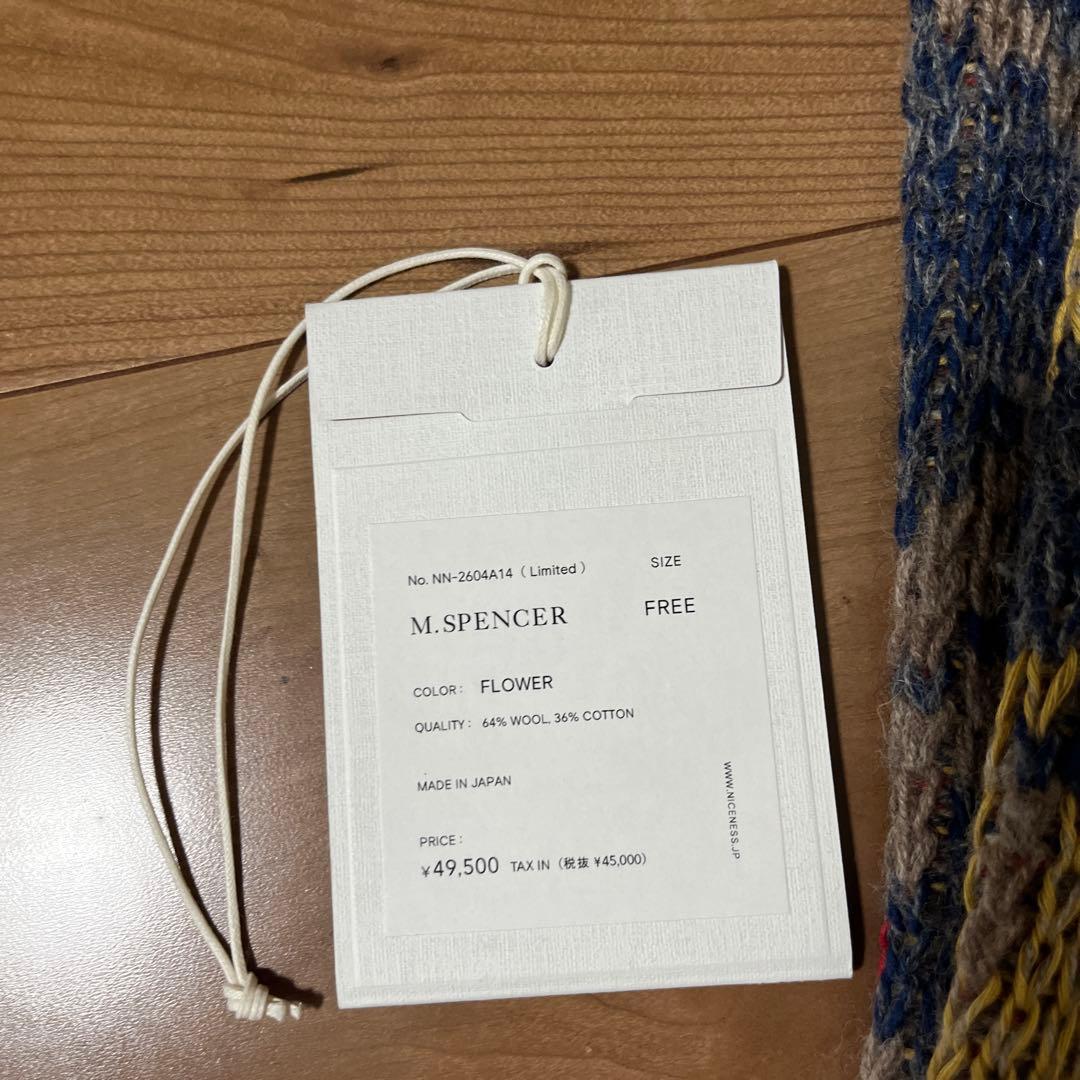 No. NN-2604A14 ( Limited )
SIZE
M.SPENCER
FREE
COLOR : FLOWER
QUALITY : 64% WOOL, 36% COTTON
MADE IN JAPAN
WWW.NICENESS.JP
PRICE :
¥49,500 TAX IN (税抜 ¥45,000)